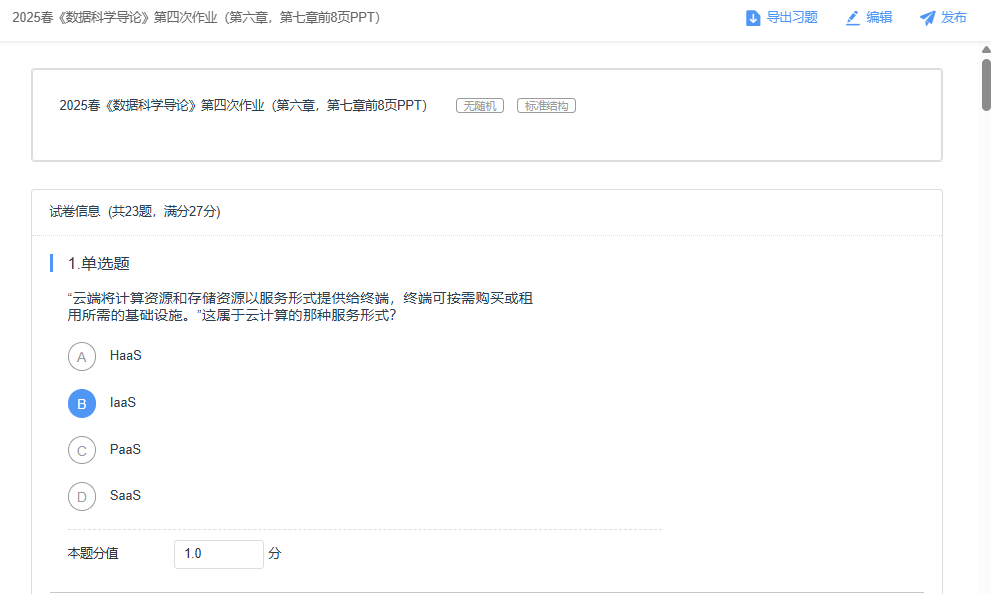 2025春《数据科学导论》第四次作业（第六章，第七章前8页PPT） 导出习题 编辑 发布
2025春《数据科学导论》第四次作业（第六章，第七章前8页PPT） 无随机 标准结构
试卷信息 (共23题，满分27分)
1.单选题
“云端将计算资源和存储资源以服务形式提供给终端，终端可按需购买或租
用所需的基础设施。”这属于云计算的那种服务形式？
A HaaS
B IaaS
C PaaS
D SaaS
本题分值 1.0 分